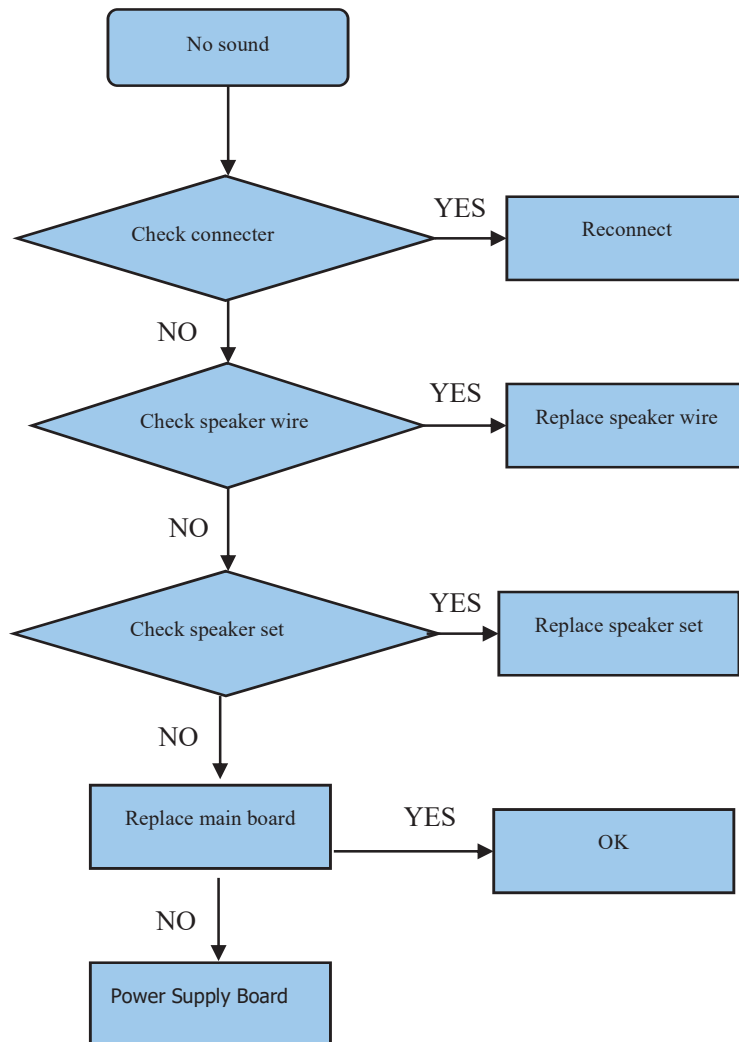 No sound
Check connecter
YES
Reconnect
NO
Check speaker wire
YES
Replace speaker wire
NO
Check speaker set
YES
Replace speaker set
NO
Replace main board
YES
OK
NO
Power Supply Board